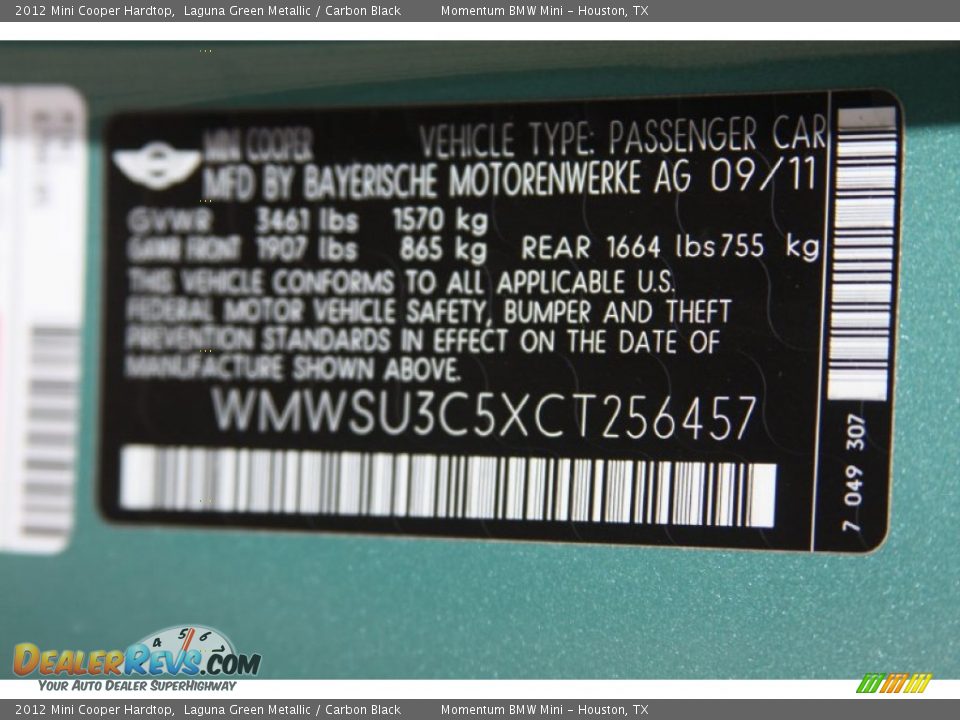 2012 Mini Cooper Hardtop, Laguna Green Metallic / Carbon Black Momentum BMW Mini - Houston, TX
MINI COOPER VEHICLE TYPE: PASSENGER CAR
MFD BY BAYERISCHE MOTORENWERKE AG 09/11
GVWR 3461 lbs 1570 kg
GAWR FRONT 1907 lbs 865 kg REAR 1664 lbs 755 kg
THIS VEHICLE CONFORMS TO ALL APPLICABLE U.S.
FEDERAL MOTOR VEHICLE SAFETY, BUMPER AND THEFT
PREVENTION STANDARDS IN EFFECT ON THE DATE OF
MANUFACTURE SHOWN ABOVE.
WMWSU3C5XCT256457
7 049 307
4 5 6
DEALERREVS.COM
YOUR AUTO DEALER SUPERHIGHWAY
2012 Mini Cooper Hardtop, Laguna Green Metallic / Carbon Black Momentum BMW Mini - Houston, TX